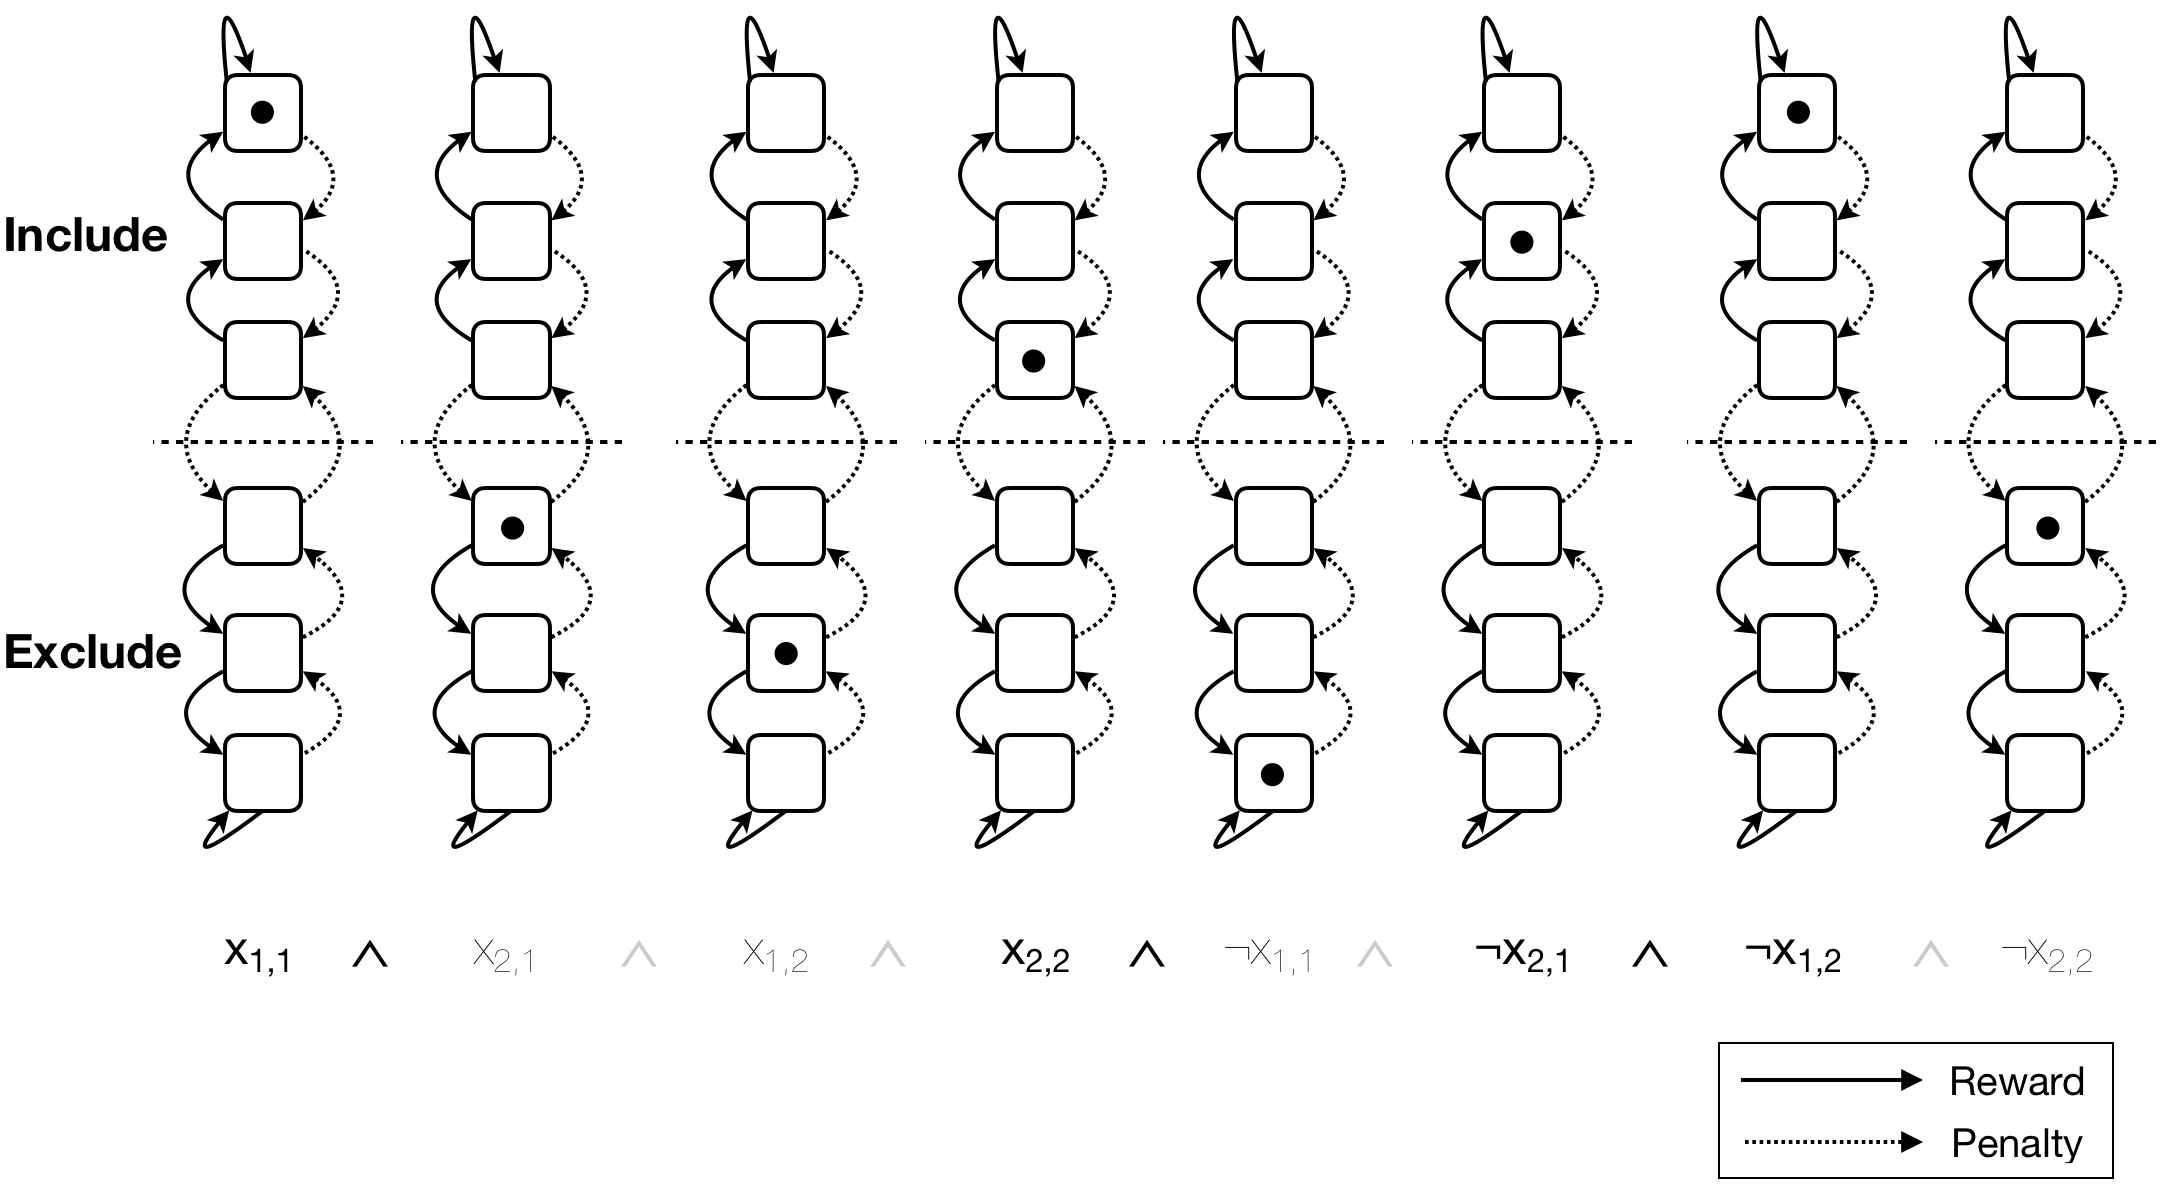 Include
Exclude
x1,1 ∧ x2,1 ∧ x1,2 ∧ x2,2 ∧ ¬x1,1 ∧ ¬x2,1 ∧ ¬x1,2 ∧ ¬x2,2
Reward
Penalty